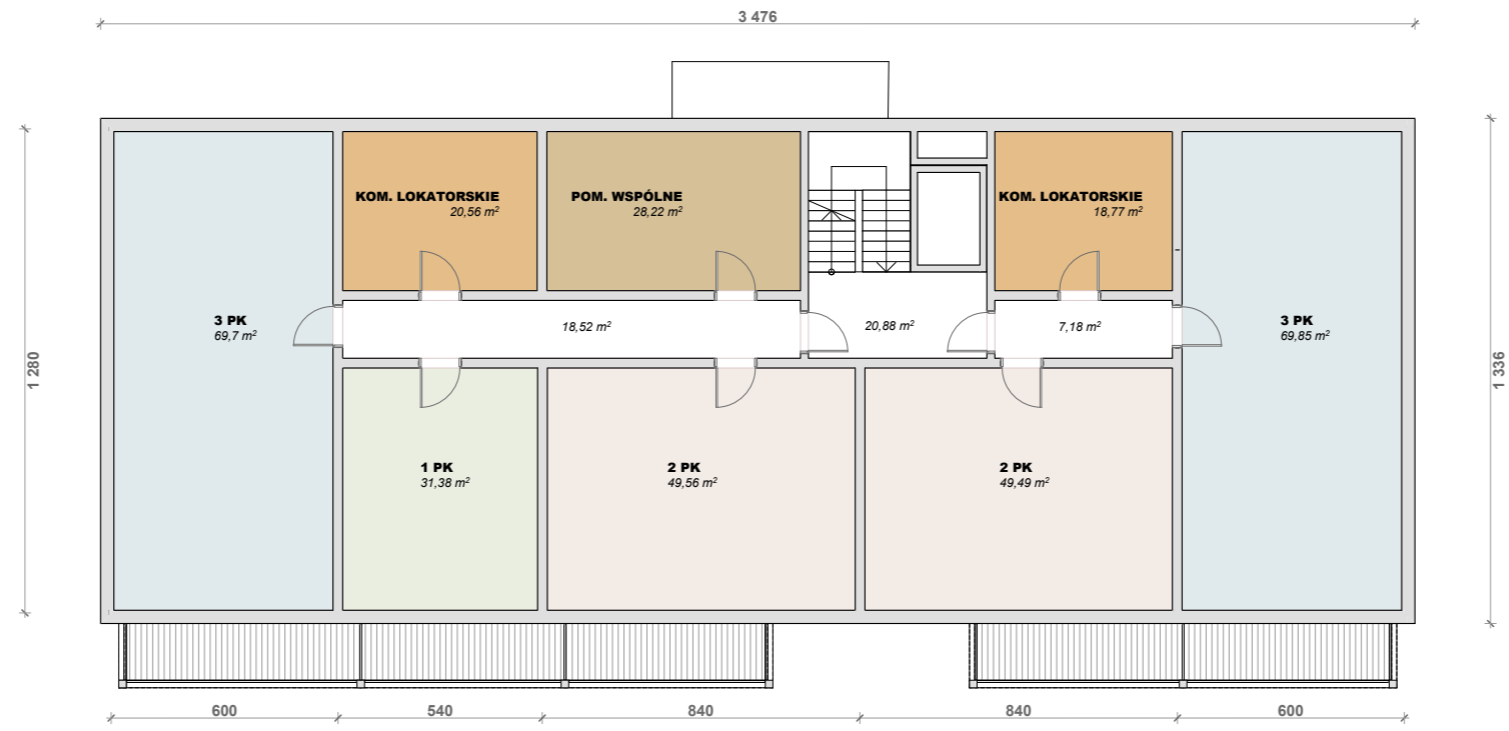 3 476
KOM. LOKATORSKIE
20,56 m²
POM. WSPÓLNE
28,22 m²
KOM. LOKATORSKIE
18,77 m²
3 PK
69,7 m²
18,52 m²
20,88 m²
7,18 m²
3 PK
69,85 m²
1 280
1 336
1 PK
31,38 m²
2 PK
49,56 m²
2 PK
49,49 m²
600
540
840
840
600